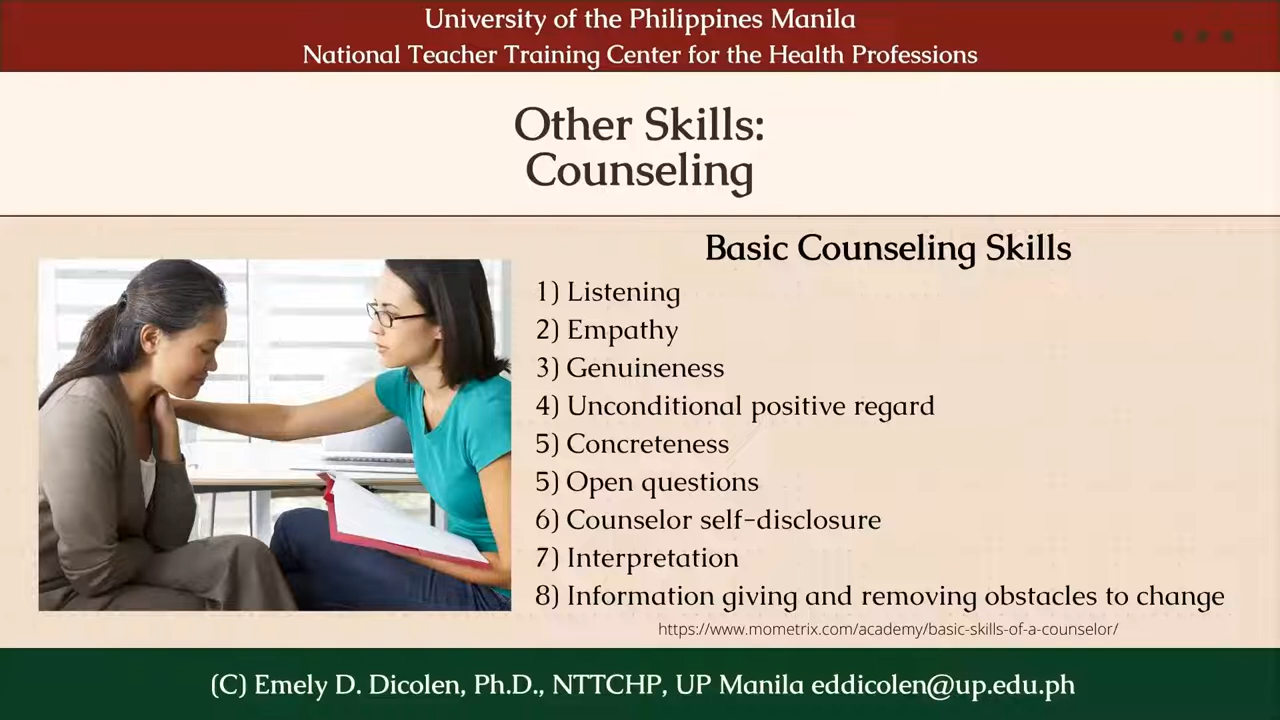 University of the Philippines Manila
National Teacher Training Center for the Health Professions
Other Skills:
Counseling
Basic Counseling Skills
1) Listening
2) Empathy
3) Genuineness
4) Unconditional positive regard
5) Concreteness
5) Open questions
6) Counselor self-disclosure
7) Interpretation
8) Information giving and removing obstacles to change
https://www.mometrix.com/academy/basic-skills-of-a-counselor/
(C) Emely D. Dicolen, Ph.D., NTTCHP, UP Manila eddicolen@up.edu.ph